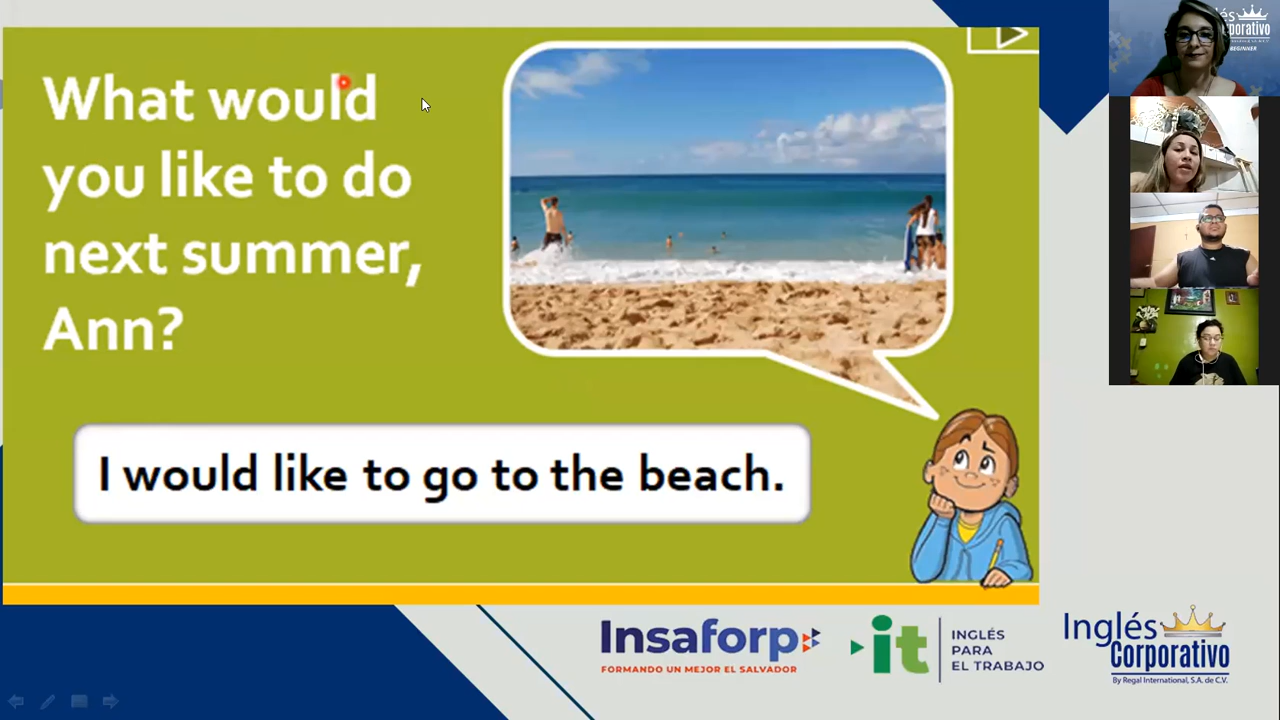 What would
you like to do
next summer,
Ann?
I would like to go to the beach.
Insaforp
FORMANDO UN MEJOR EL SALVADOR
it
INGLÉS
PARA
EL TRABAJO
Inglés
Corporativo
By Regal International, S.A. de C.V.
BEGINNER